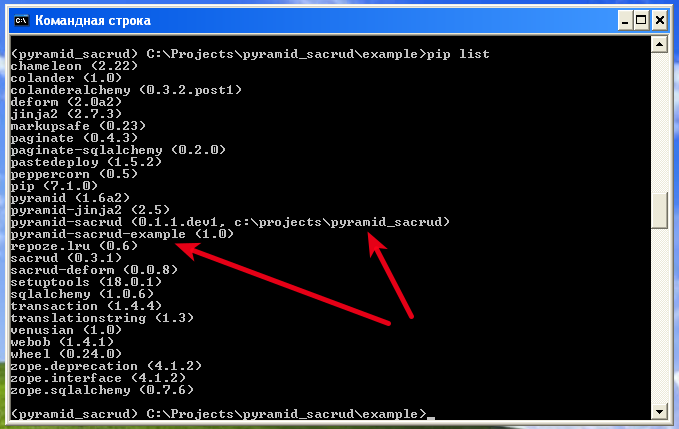 Командная строка
(pyramid_sacrud) C:\Projects\pyramid_sacrud\example>pip list
chameleon (2.22)
colander (1.0)
colanderalchemy (0.3.2.post1)
deform (2.0a2)
jinja2 (2.7.3)
markupsafe (0.23)
paginate (0.4.3)
paginate-sqlalchemy (0.2.0)
pastedeploy (1.5.2)
peppercorn (0.5)
pip (7.1.0)
pyramid (1.6a2)
pyramid-jinja2 (2.5)
pyramid-sacrud (0.1.1.dev1, c:\projects\pyramid_sacrud)
pyramid-sacrud-example (1.0)
repoze.lru (0.6)
sacrud (0.3.1)
sacrud-deform (0.0.8)
setuptools (18.0.1)
sqlalchemy (1.0.6)
transaction (1.4.4)
translationstring (1.3)
venusian (1.0)
webob (1.4.1)
wheel (0.24.0)
zope.deprecation (4.1.2)
zope.interface (4.1.2)
zope.sqlalchemy (0.7.6)
(pyramid_sacrud) C:\Projects\pyramid_sacrud\example>_